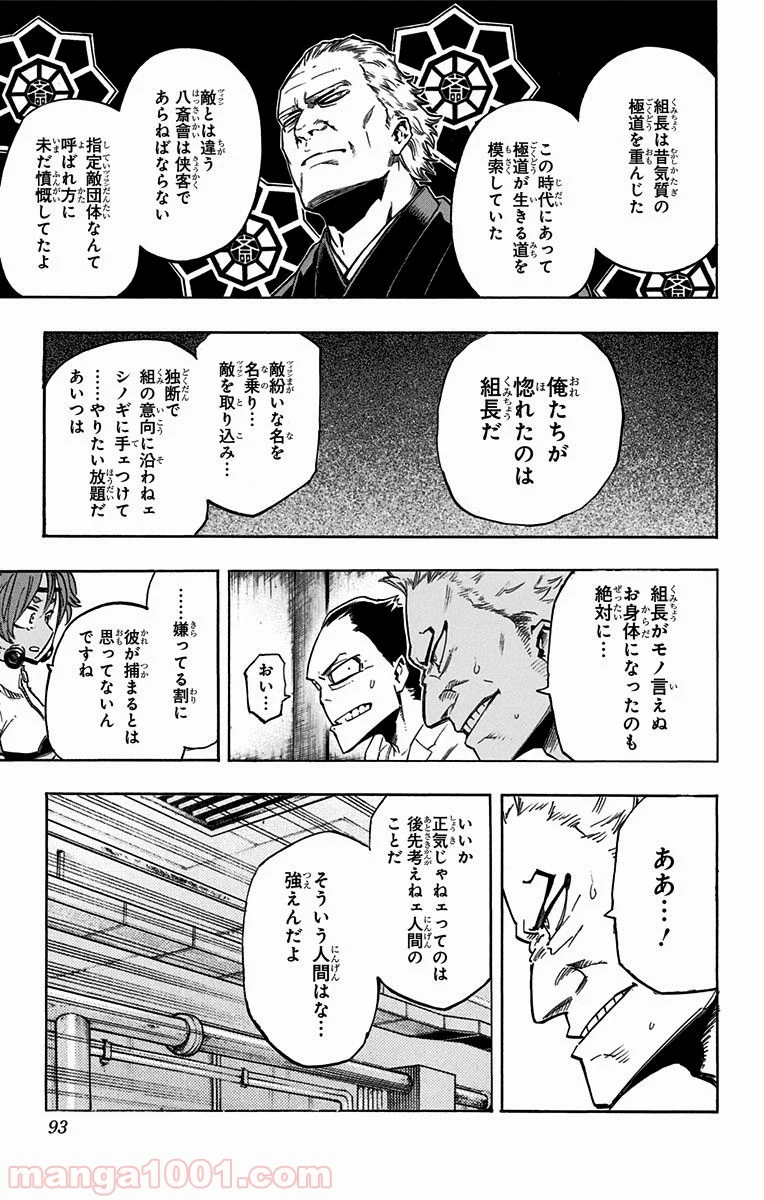 組長は昔気質の
極道を重んじた
この時代にあって
極道が生きる道を
模索していた
敵とは違う
八斎會は侠客で
あらねばならない
指定敵団体なんて
呼ばれ方に
未だ憤慨してたよ
俺たちが
惚れたのは
組長だ
敵紛いな名を
名乗り…
敵を取り込み…
独断で
組の意向に沿わねェ
シノギに手ェつけて
……やりたい放題だ
あいつは
組長がモノ言えぬ
お身体になったのも
絶対に…
おい…
……嫌ってる割に
彼が捕まるとは
思ってないん
ですね
ああ…!
いいか
正気じゃねェってのは
後先考えねェ人間の
ことだ
そういう人間はな…
強えんだよ
93
manga1001.com